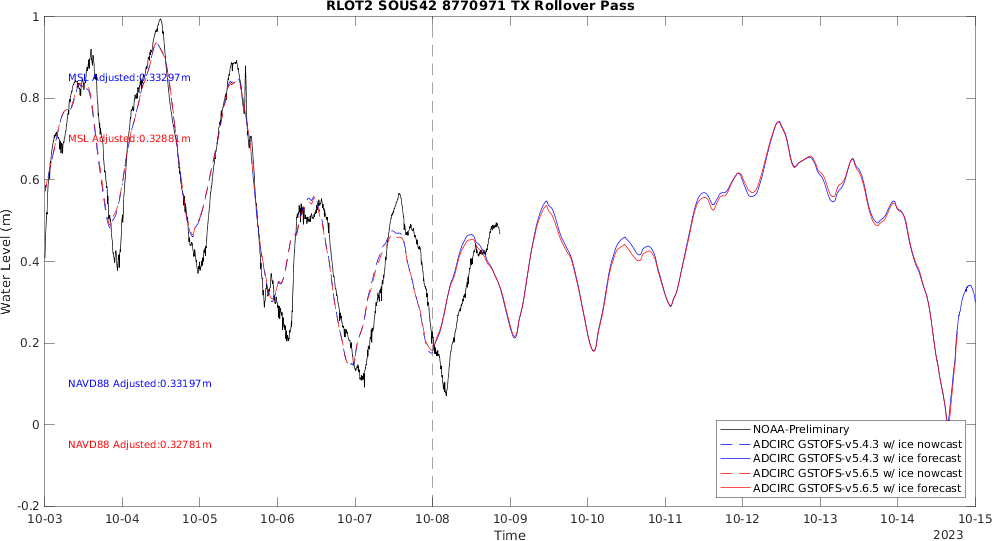 RLOT2 SOUS42 8770971 TX Rollover Pass
1
0.8
0.6
0.4
0.2
0
-0.2
Water Level (m)
MSL Adjusted:0.33297m
MSL Adjusted:0.32881m
NAVD88 Adjusted:0.33197m
NAVD88 Adjusted:0.32781m
NOAA-Preliminary
ADCIRC GSTOFS-v5.4.3 w/ ice nowcast
ADCIRC GSTOFS-v5.4.3 w/ ice forecast
ADCIRC GSTOFS-v5.6.5 w/ ice nowcast
ADCIRC GSTOFS-v5.6.5 w/ ice forecast
10-03 10-04 10-05 10-06 10-07 10-08 10-09 10-10 10-11 10-12 10-13 10-14 10-15
Time
2023